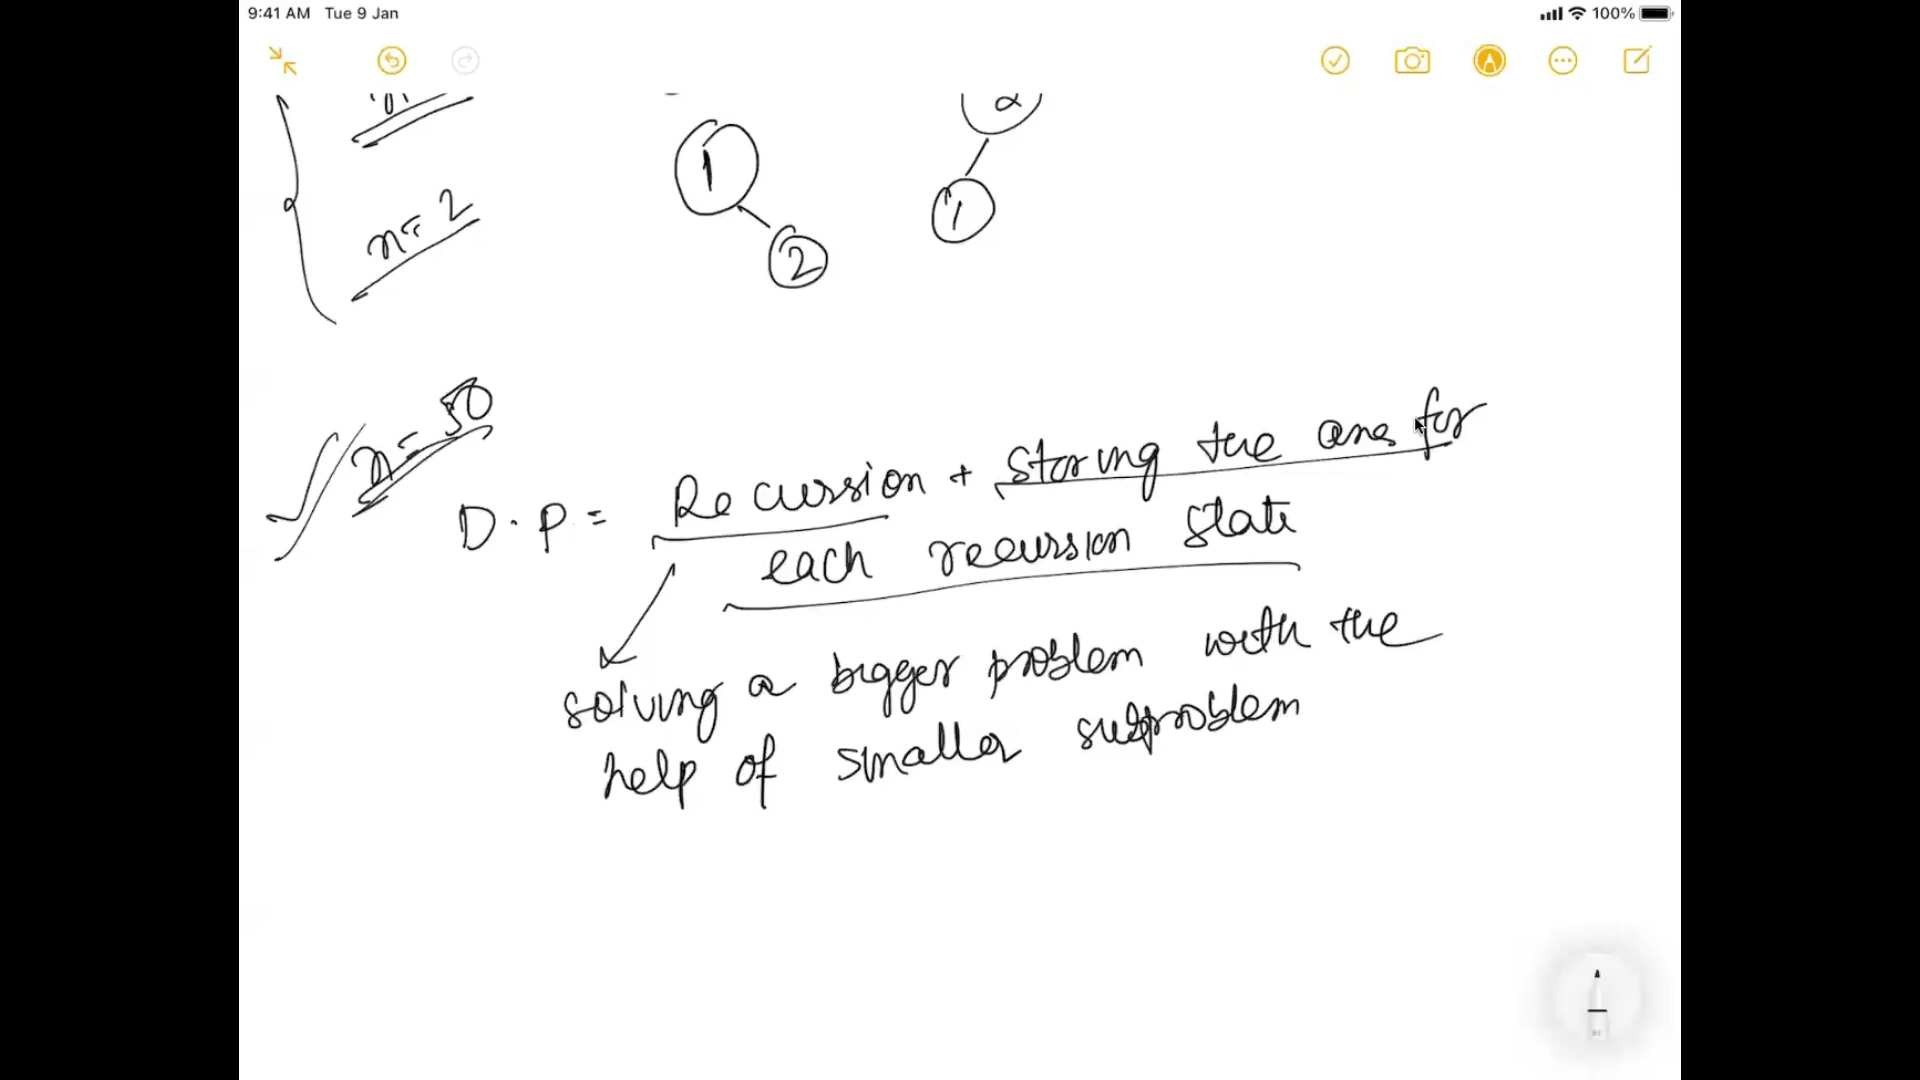 9:41 AM Tue 9 Jan
100%
2
1
1
n = 2
2
n = 50
D.P = Recursion + storing the ans for
each recursion state
solving a bigger problem with the
help of smaller subproblem